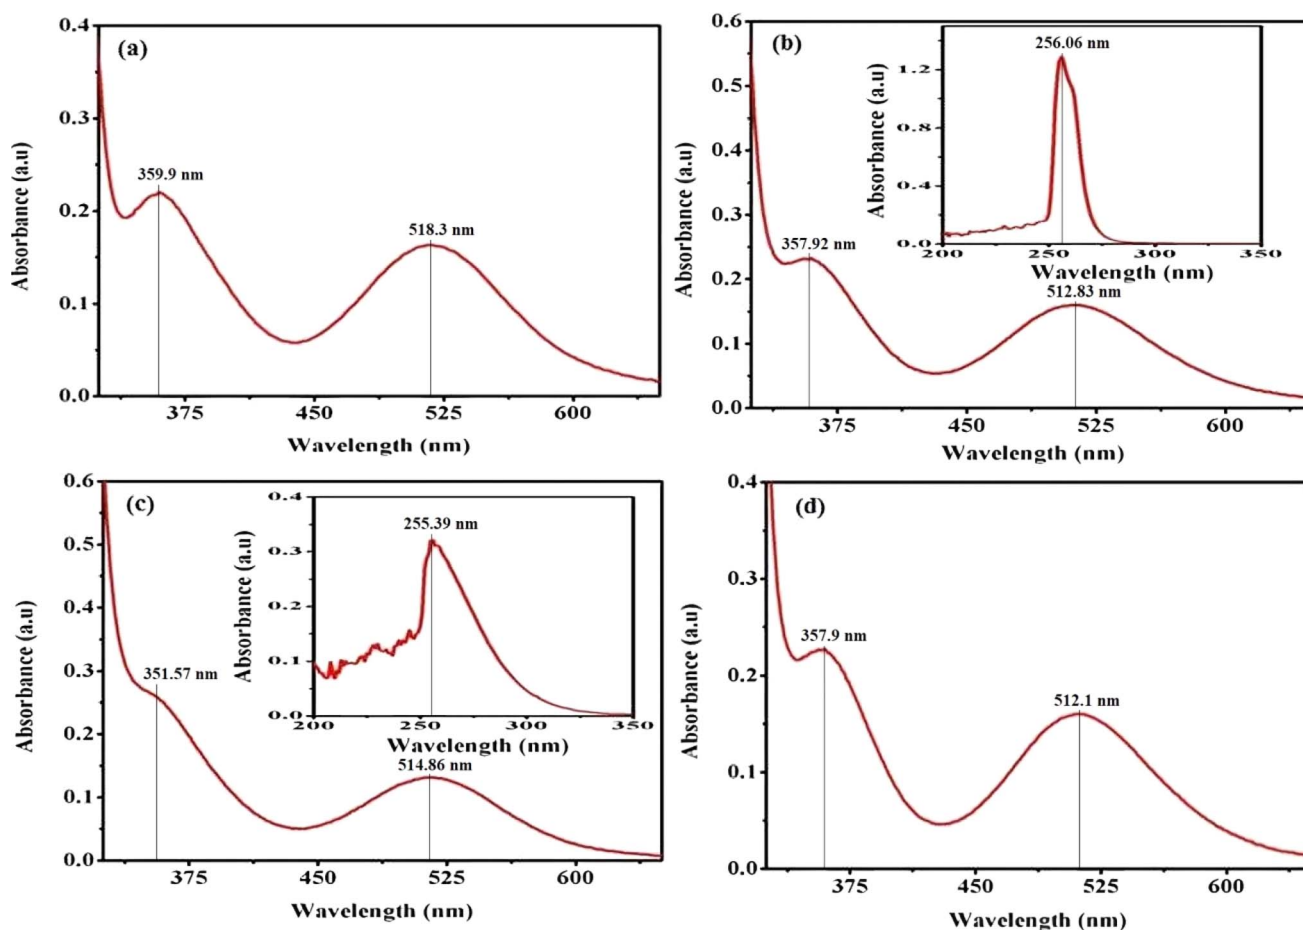 (a)
359.9 nm
518.3 nm
0.4
0.3
0.2
0.1
0.0
Absorbance (a.u)
375
450
525
600
Wavelength (nm)
(b)
357.92 nm
512.83 nm
0.6
0.5
0.4
0.3
0.2
0.1
0.0
Absorbance (a.u)
375
450
525
600
Wavelength (nm)
256.06 nm
1.2
0.8
0.4
0.0
Absorbance (a.u)
200
250
300
350
Wavelength (nm)
(c)
351.57 nm
514.86 nm
0.6
0.5
0.4
0.3
0.2
0.1
0.0
Absorbance (a.u)
375
450
525
600
Wavelength (nm)
255.39 nm
0.4
0.3
0.2
0.1
0.0
Absorbance (a.u)
200
250
300
350
Wavelength (nm)
(d)
357.9 nm
512.1 nm
0.4
0.3
0.2
0.1
0.0
Absorbance (a.u)
375
450
525
600
Wavelength (nm)